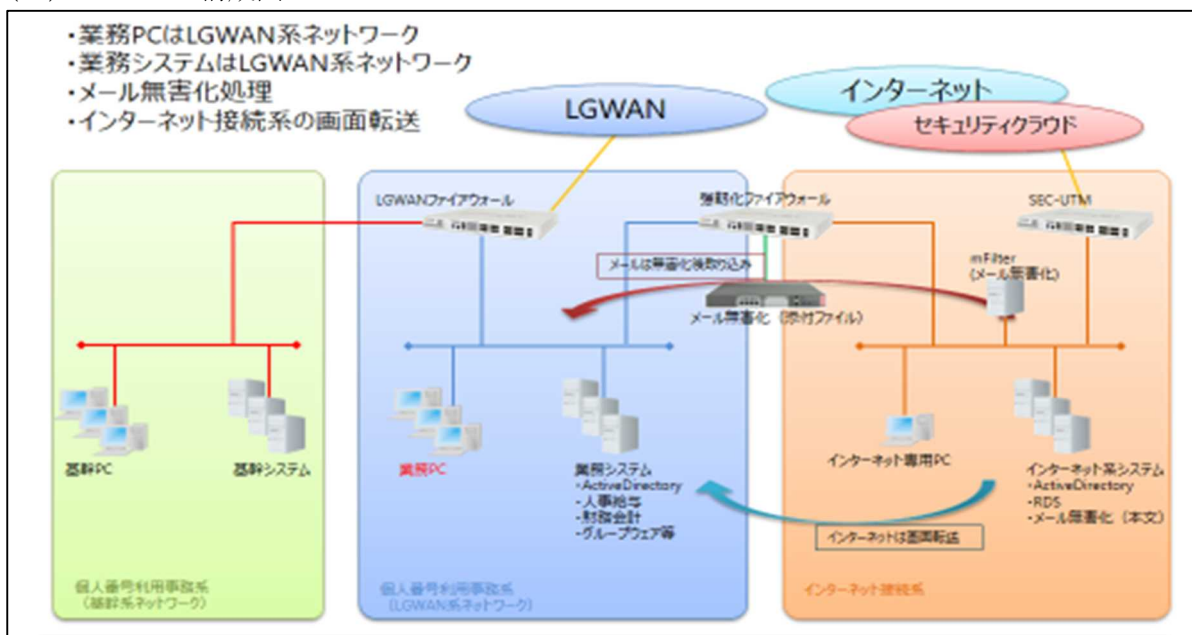 ・業務PCはLGWAN系ネットワーク
・業務システムはLGWAN系ネットワーク
・メール無害化処理
・インターネット接続系の画面転送
LGWAN
インターネット
セキュリティクラウド
LGWANファイアウォール
強靭化ファイアウォール
SEC-UTM
メールは無害化後取り込み
mFilter
(メール無害化)
メール無害化（添付ファイル）
基幹PC
基幹システム
業務PC
業務システム
・ActiveDirectory
・人事給与
・財務会計
・グループウェア等
インターネット専用PC
インターネット系システム
・ActiveDirectory
・RDS
・メール無害化（本文）
インターネットは画面転送
個人番号利用事務系
（基幹系ネットワーク）
個人番号利用事務系
（LGWAN系ネットワーク）
インターネット接続系